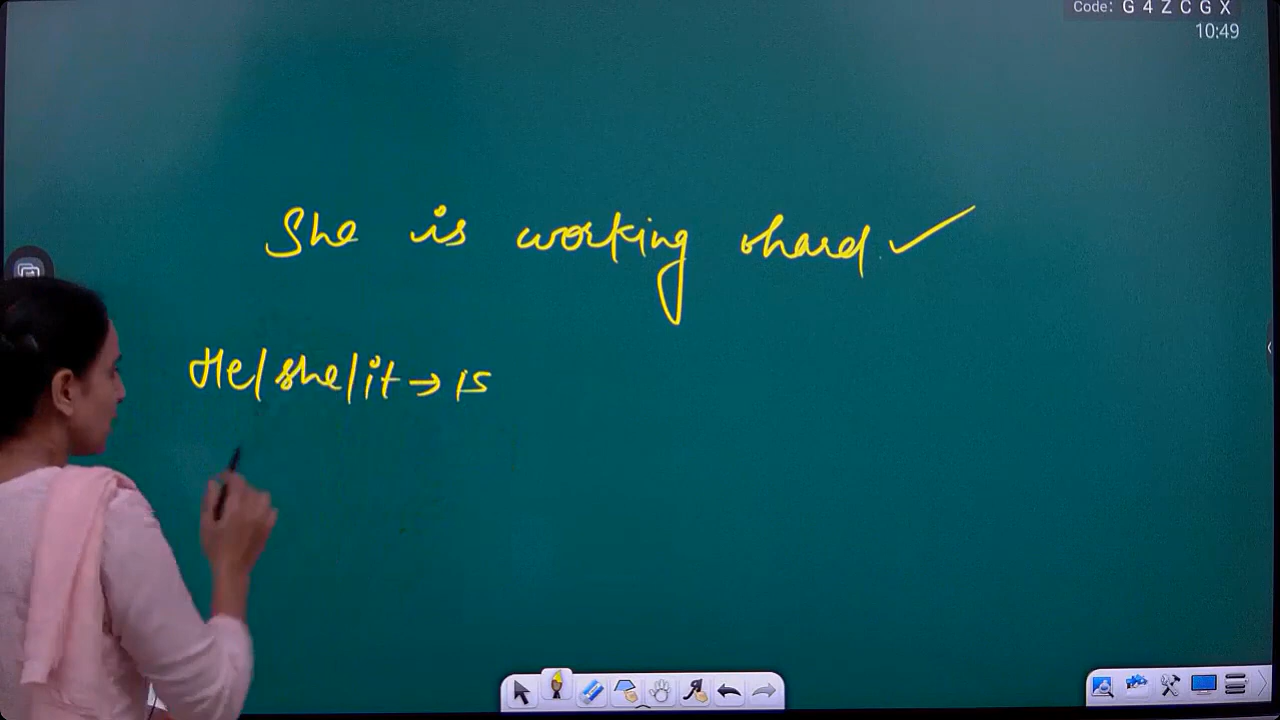 Code: G 4 Z C G X
10:49
She is working hard ✓
He/she/it → is